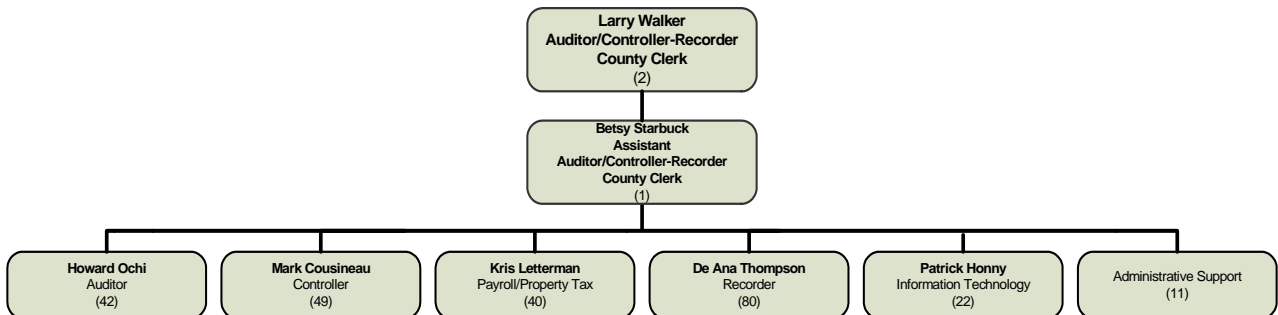 Larry Walker
Auditor/Controller-Recorder
County Clerk
(2)
Betsy Starbuck
Assistant
Auditor/Controller-Recorder
County Clerk
(1)
Howard Ochi
Auditor
(42)
Mark Cousineau
Controller
(49)
Kris Letterman
Payroll/Property Tax
(40)
De Ana Thompson
Recorder
(80)
Patrick Honny
Information Technology
(22)
Administrative Support
(11)